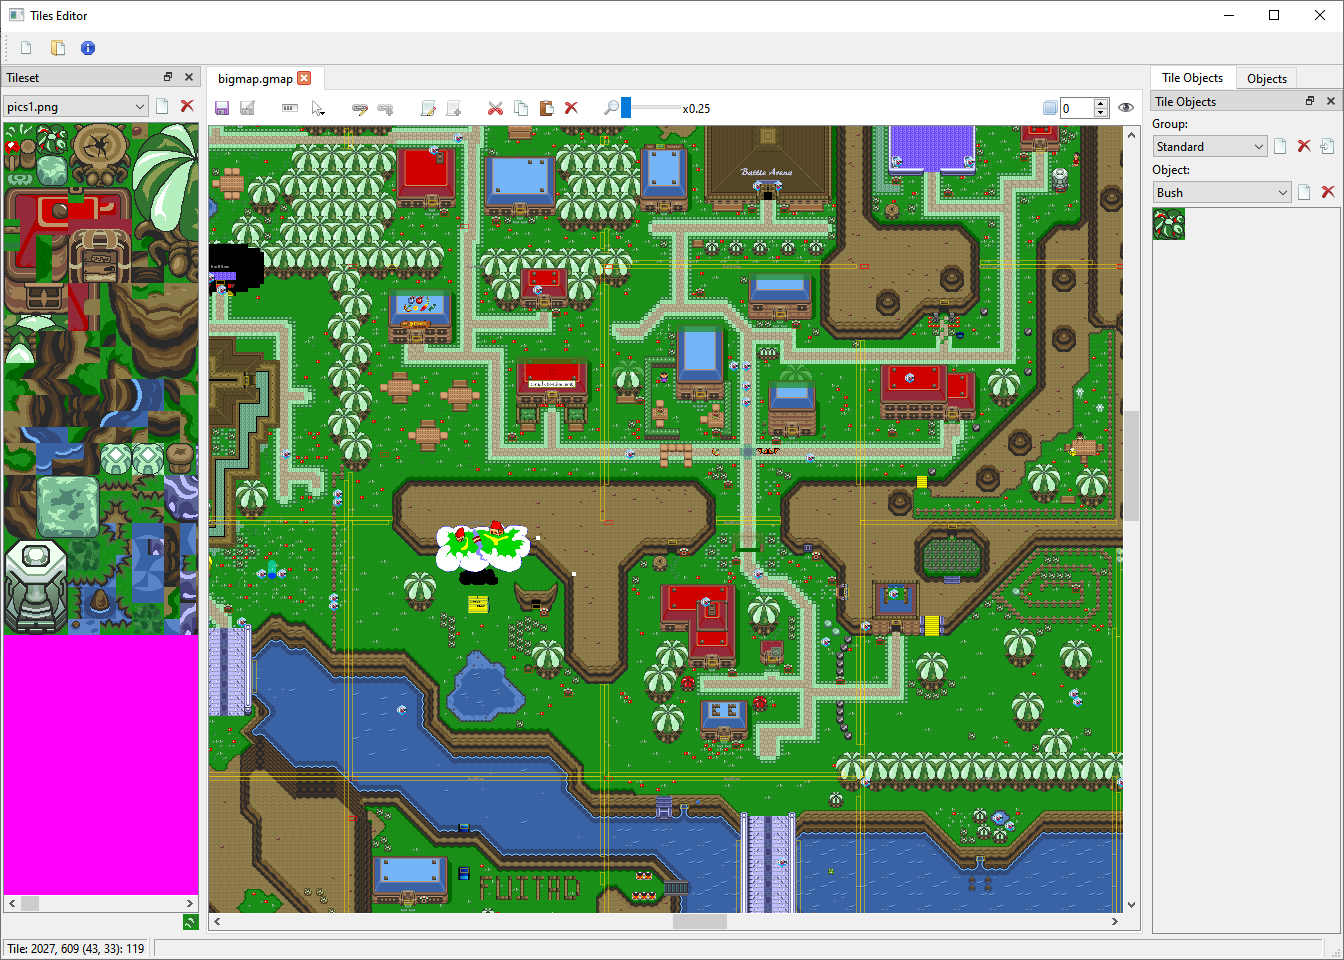 Tiles Editor
Tileset
pics1.png
bigmap.gmap
x0.25
0
Tile Objects
Objects
Tile Objects
Group:
Standard
Object:
Bush
Battle Arena
Tile: 2027, 609 (43, 33): 119